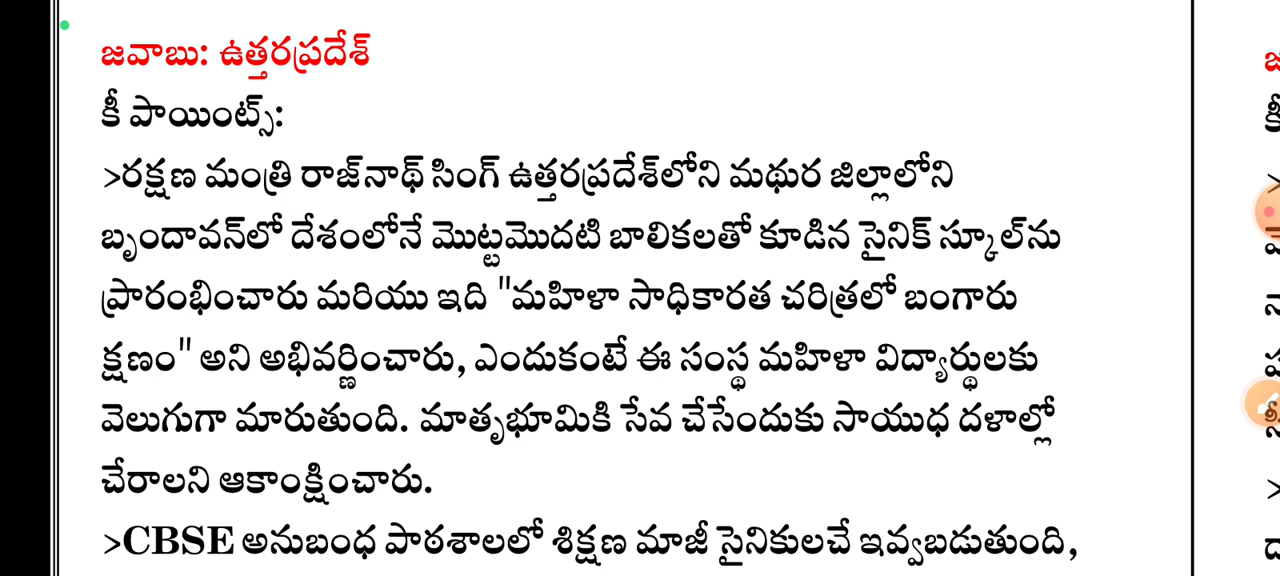 జవాబు: ఉత్తరప్రదేశ్
కీ పాయింట్స్:
>రక్షణ మంత్రి రాజ్‌నాథ్ సింగ్ ఉత్తరప్రదేశ్‌లోని మథుర జిల్లాలోని
బృందావన్‌లో దేశంలోనే మొట్టమొదటి బాలికలతో కూడిన సైనిక్ స్కూల్‌ను
ప్రారంభించారు మరియు ఇది "మహిళా సాధికారత చరిత్రలో బంగారు
క్షణం" అని అభివర్ణించారు, ఎందుకంటే ఈ సంస్థ మహిళా విద్యార్థులకు
వెలుగుగా మారుతుంది. మాతృభూమికి సేవ చేసేందుకు సాయుధ దళాల్లో
చేరాలని ఆకాంక్షించారు.
>CBSE అనుబంధ పాఠశాలలో శిక్షణ మాజీ సైనికులచే ఇవ్వబడుతుంది,